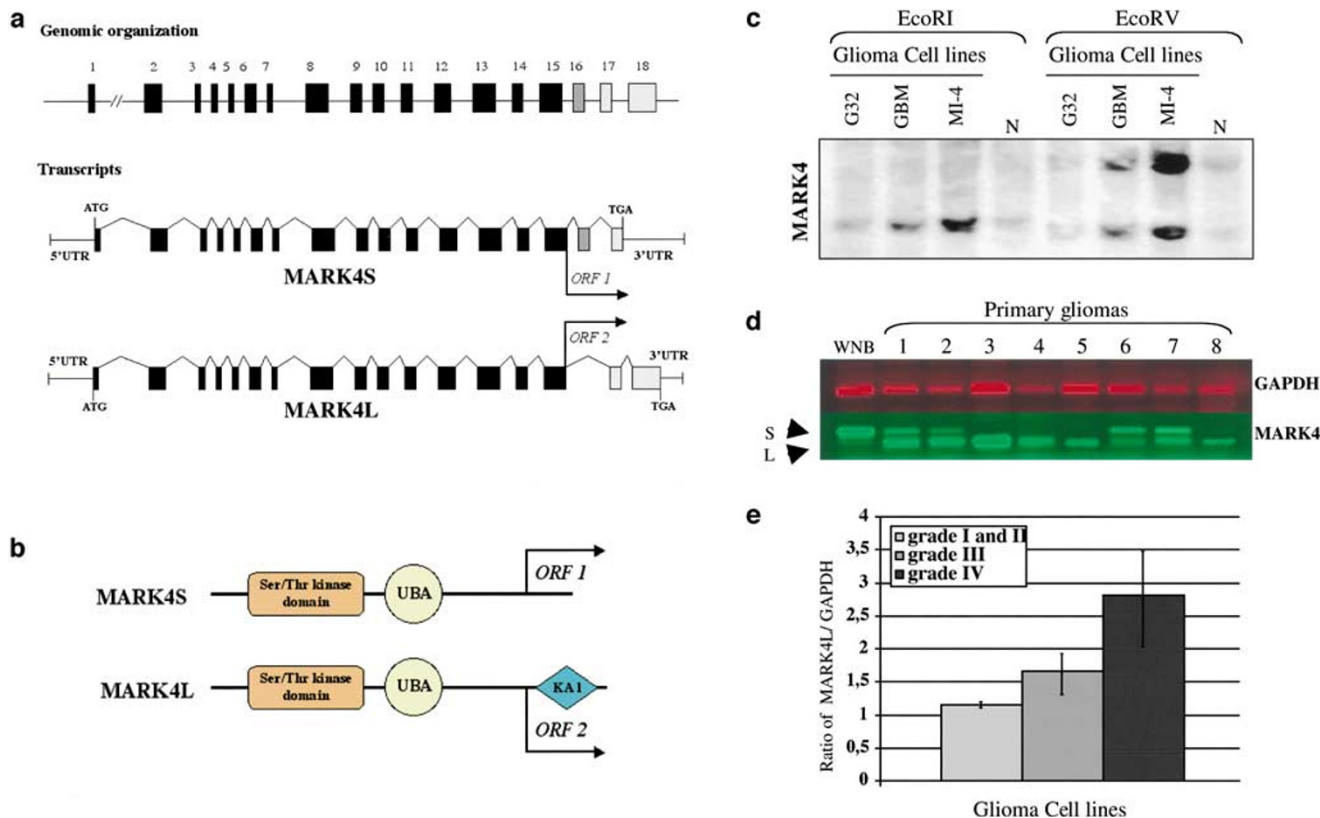 a
Genomic organization
1 2 3 4 5 6 7 8 9 10 11 12 13 14 15 16 17 18
Transcripts
ATG
TGA
5'UTR
3'UTR
MARK4S
ORF 1
ORF 2
5'UTR
3'UTR
ATG
MARK4L
TGA
b
MARK4S
Ser/Thr kinase
domain
UBA
ORF 1
MARK4L
Ser/Thr kinase
domain
UBA
KA1
ORF 2
c
EcoRI
EcoRV
Glioma Cell lines
Glioma Cell lines
G32 GBM MI-4 N G32 GBM MI-4 N
MARK4
d
Primary gliomas
WNB 1 2 3 4 5 6 7 8
GAPDH
S
MARK4
L
e
4
3,5
3
2,5
2
1,5
1
0,5
0
Ratio of MARK4L/ GAPDH
grade I and II
grade III
grade IV
Glioma Cell lines